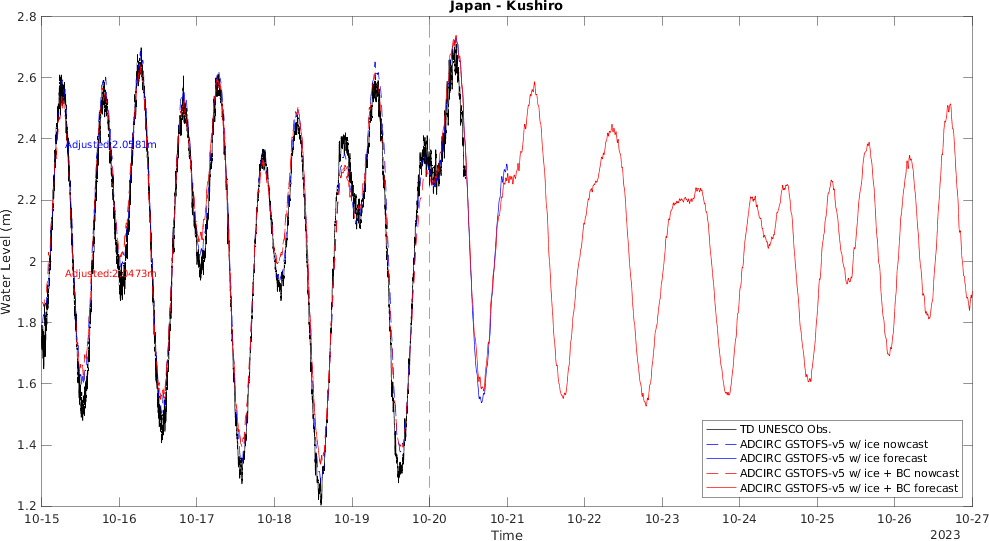 Japan - Kushiro
Water Level (m)
2.8
2.6
2.4
2.2
2
1.8
1.6
1.4
1.2
Adjusted:2.0581m
Adjusted:2.0473m
TD UNESCO Obs.
ADCIRC GSTOFS-v5 w/ ice nowcast
ADCIRC GSTOFS-v5 w/ ice forecast
ADCIRC GSTOFS-v5 w/ ice + BC nowcast
ADCIRC GSTOFS-v5 w/ ice + BC forecast
10-15 10-16 10-17 10-18 10-19 10-20 10-21 10-22 10-23 10-24 10-25 10-26 10-27
Time
2023